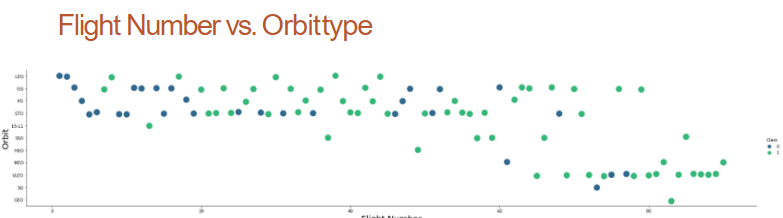 Flight Number vs. Orbittype
LEO
ISS
PO
GTO
ES-L1
SSO
HEO
MEO
VLEO
SO
GEO
Orbit
0
20
40
60
80
Flight Number
Class
0
1